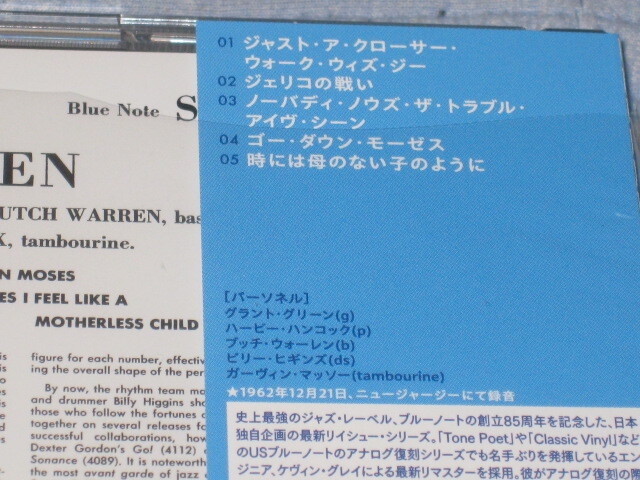 Blue Note S
EN
UTCH WARREN, bas
K, tambourine.
N MOSES
ES I FEEL LIKE A
MOTHERLESS CHILD
figure for each number, effectiv
ing the overall shape of the per
By now, the rhythm team mo
and drummer Billy Higgins sh
those who follow the fortunes o
together on several releases fo
successful collaborations, how
Dexter Gordon's Go! (4112) o
Sonance (4089). It is noteworth
the most avant garde of jazz o
01 ジャスト・ア・クローサー・
ウォーク・ウィズ・ジー
02 ジェリコの戦い
03 ノーバディ・ノウズ・ザ・トラブル・
アイヴ・シーン
04 ゴー・ダウン・モーゼス
05 時には母のない子のように
[パーソネル]
グラント・グリーン(g)
ハービー・ハンコック(p)
ブッチ・ウォーレン(b)
ビリー・ヒギンズ(ds)
ガーヴィン・マッソー(tambourine)
★1962年12月21日、ニュージャージーにて録音
史上最強のジャズ・レーベル、ブルーノートの創立85周年を記念した、日本
独自企画の最新リイシュー・シリーズ。「Tone Poet」や「Classic Vinyl」など
のUSブルーノートのアナログ復刻シリーズでも名手ぶりを発揮しているエン
ジニア、ケヴィン・グレイによる最新リマスターを採用。彼がアナログ復刻の際